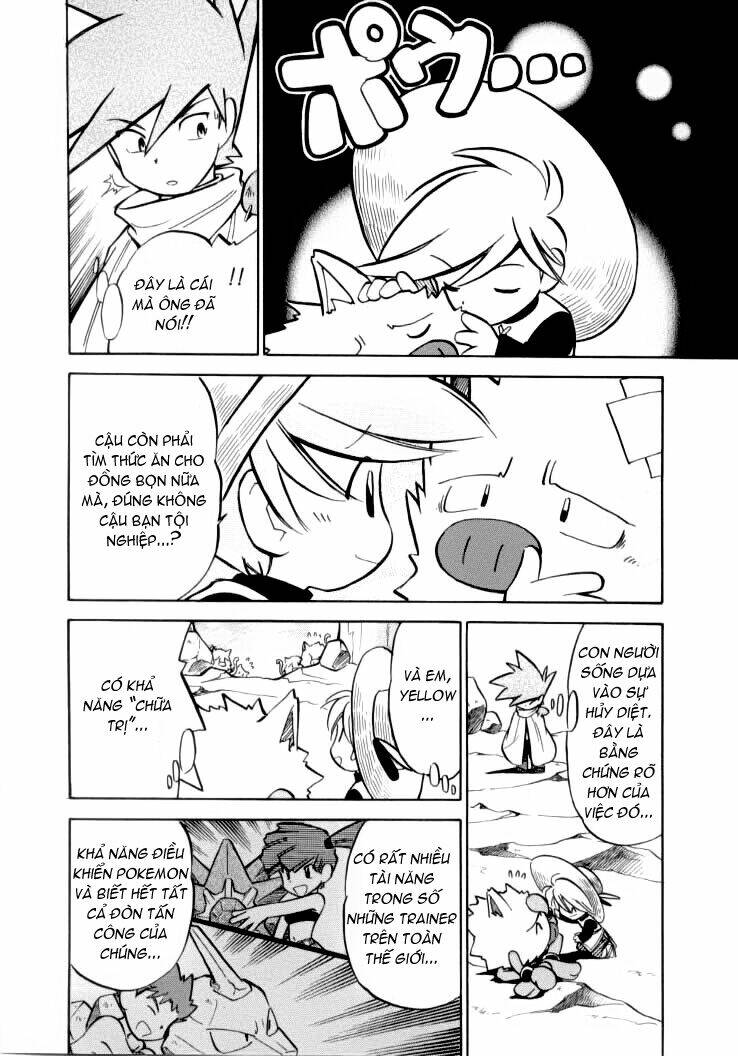 ポウ...
!!
ĐÂY LÀ CÁI
MÀ ÔNG ĐÃ
NÓI!!
CẬU CÒN PHẢI
TÌM THỨC ĂN CHO
ĐỒNG BỌN NỮA
MÀ, ĐÚNG KHÔNG
CẬU BẠN TỘI
NGHIỆP...?
CON NGƯỜI
SỐNG DỰA
VÀO SỰ
HỦY DIỆT.
ĐÂY LÀ
BẰNG
CHỨNG RÕ
HƠN CỦA
VIỆC ĐÓ...
VÀ EM,
YELLOW
...
CÓ KHẢ
NĂNG “CHỮA
TRỊ”...
CÓ RẤT NHIỀU
TÀI NĂNG
TRONG SỐ
NHỮNG TRAINER
TRÊN TOÀN
THẾ GIỚI...
KHẢ NĂNG ĐIỀU
KHIỂN POKEMON
VÀ BIẾT HẾT TẤT
CẢ ĐÒN TẤN
CÔNG CỦA
CHÚNG...